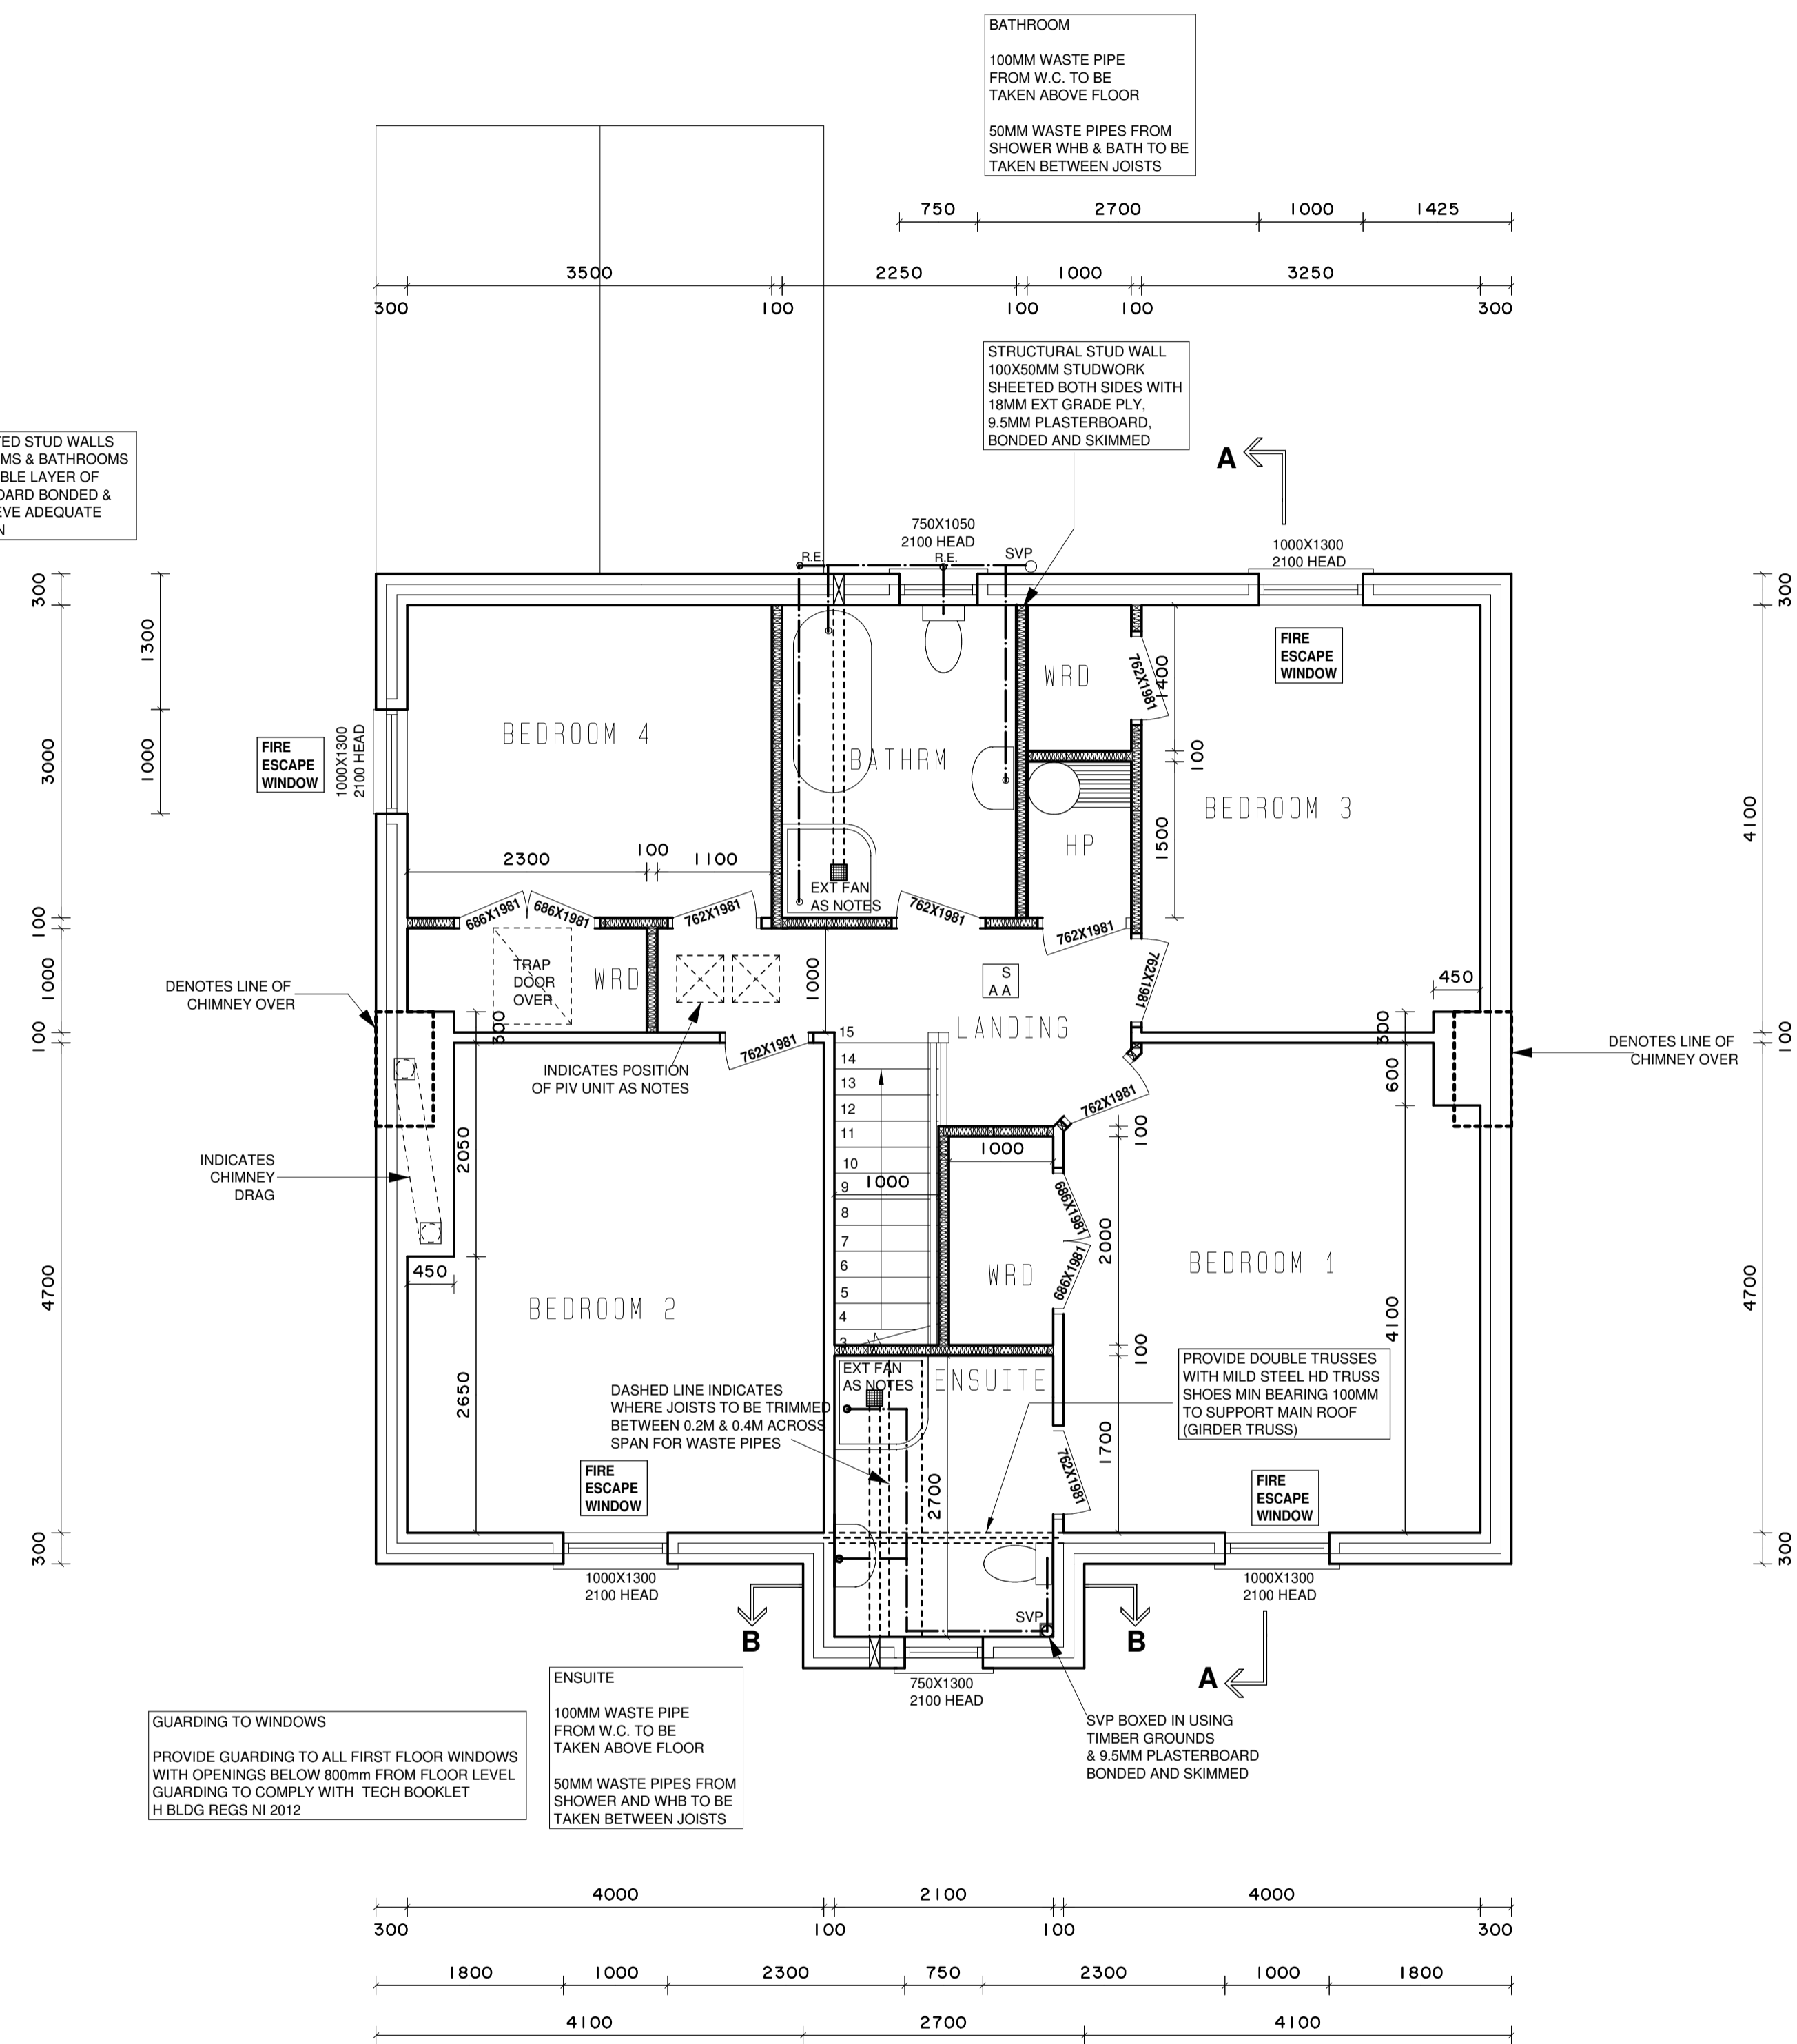 BATHROOM
100MM WASTE PIPE
FROM W.C. TO BE
TAKEN ABOVE FLOOR
50MM WASTE PIPES FROM
SHOWER WHB & BATH TO BE
TAKEN BETWEEN JOISTS
750 2700 1000 1425
3500 2250 1000 3250
300 100 100 100 300
STRUCTURAL STUD WALL
100X50MM STUDWORK
SHEETED BOTH SIDES WITH
18MM EXT GRADE PLY,
9.5MM PLASTERBOARD,
BONDED AND SKIMMED
TED STUD WALLS
MS & BATHROOMS
BLE LAYER OF
OARD BONDED &
EVE ADEQUATE
N
A
750X1050
2100 HEAD
R.E.
R.E.
SVP
1000X1300
2100 HEAD
300
1300
300
FIRE
ESCAPE
WINDOW
WRD
762X1981
1400
BEDROOM 4
BATHRM
3000
1000
FIRE
ESCAPE
WINDOW
1000X1300
2100 HEAD
100
BEDROOM 3
4100
HP
1500
2300 100 1100
EXT FAN
AS NOTES
686X1981
686X1981
762X1981
762X1981
762X1981
762X1981
100
1000
100
TRAP
DOOR
OVER
WRD
1000
S
A A
LANDING
450
300
300
100
DENOTES LINE OF
CHIMNEY OVER
DENOTES LINE OF
CHIMNEY OVER
762X1981
INDICATES POSITION
OF PIV UNIT AS NOTES
15
14
13
12
11
10
9
8
7
6
5
4
3
600
762X1981
100
1000
1000
INDICATES
CHIMNEY
DRAG
2050
450
4700
686X1981
686X1981
2000
WRD
BEDROOM 1
4700
BEDROOM 2
4100
100
EXT FAN
AS NOTES
ENSUITE
PROVIDE DOUBLE TRUSSES
WITH MILD STEEL HD TRUSS
SHOES MIN BEARING 100MM
TO SUPPORT MAIN ROOF
(GIRDER TRUSS)
DASHED LINE INDICATES
WHERE JOISTS TO BE TRIMMED
BETWEEN 0.2M & 0.4M ACROSS
SPAN FOR WASTE PIPES
2650
1700
762X1981
2700
FIRE
ESCAPE
WINDOW
FIRE
ESCAPE
WINDOW
300
300
1000X1300
2100 HEAD
1000X1300
2100 HEAD
B
B
SVP
A
750X1300
2100 HEAD
SVP BOXED IN USING
TIMBER GROUNDS
& 9.5MM PLASTERBOARD
BONDED AND SKIMMED
ENSUITE
100MM WASTE PIPE
FROM W.C. TO BE
TAKEN ABOVE FLOOR
50MM WASTE PIPES FROM
SHOWER AND WHB TO BE
TAKEN BETWEEN JOISTS
GUARDING TO WINDOWS
PROVIDE GUARDING TO ALL FIRST FLOOR WINDOWS
WITH OPENINGS BELOW 800mm FROM FLOOR LEVEL
GUARDING TO COMPLY WITH TECH BOOKLET
H BLDG REGS NI 2012
4000 2100 4000
300 100 100 300
1800 1000 2300 750 2300 1000 1800
4100 2700 4100